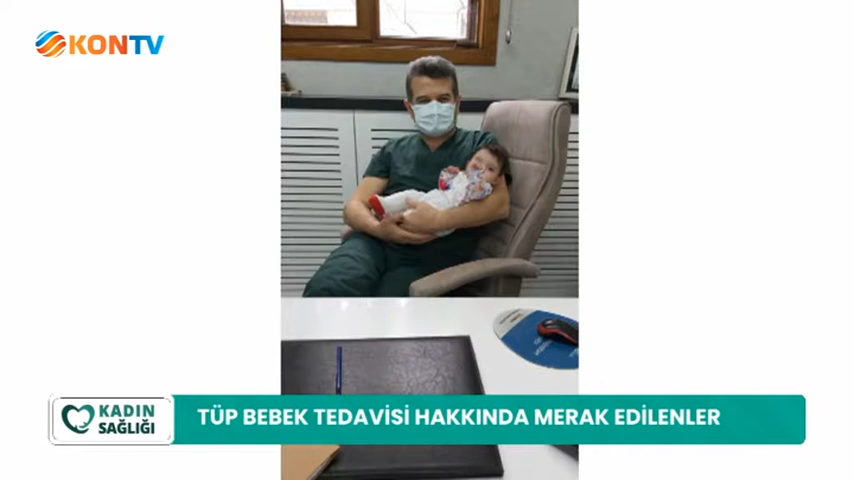 KONTV
KADIN
SAĞLIĞI
TÜP BEBEK TEDAVİSİ HAKKINDA MERAK EDİLENLER